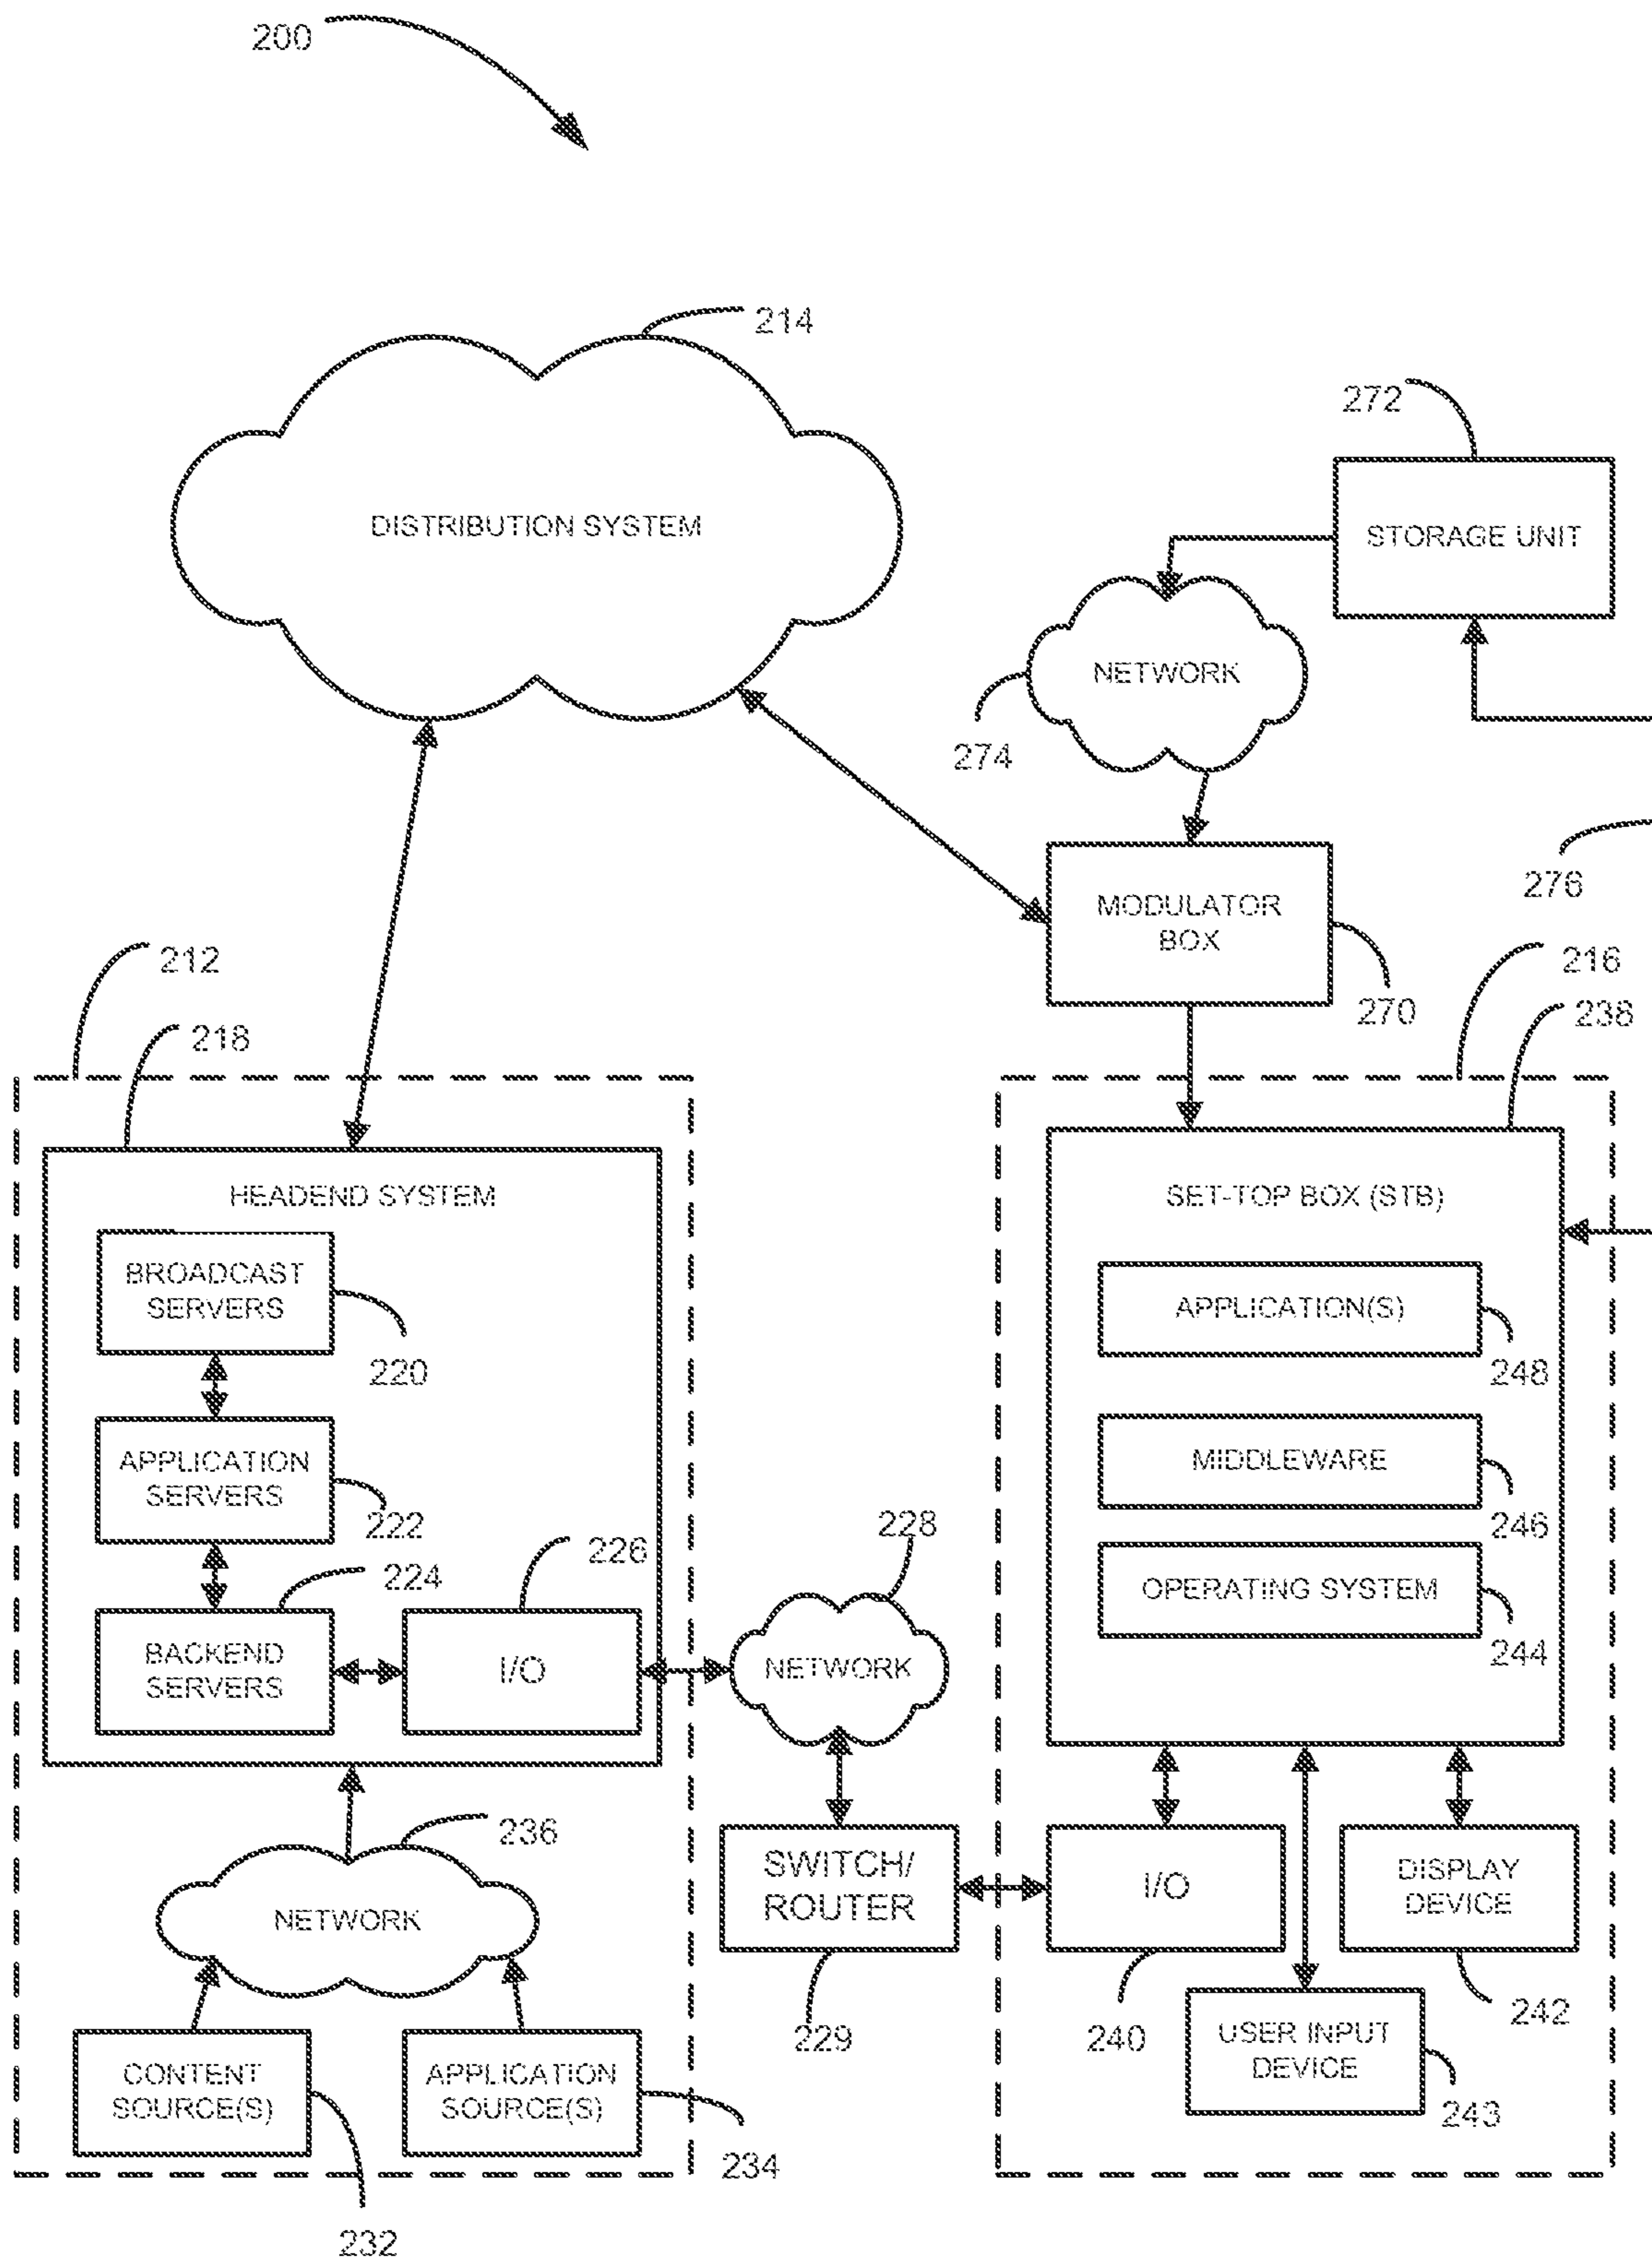 200
214
DISTRIBUTION SYSTEM
272
STORAGE UNIT
NETWORK
274
276
MODULATOR
BOX
270
212
218
216
238
HEADEND SYSTEM
BROADCAST
SERVERS
220
APPLICATION
SERVERS
222
224
226
BACKEND
SERVERS
I/O
228
NETWORK
SET-TOP BOX (STB)
APPLICATION(S)
248
MIDDLEWARE
246
OPERATING SYSTEM
244
236
NETWORK
SWITCH/
ROUTER
229
I/O
240
DISPLAY
DEVICE
242
USER INPUT
DEVICE
243
CONTENT
SOURCE(S)
232
APPLICATION
SOURCE(S)
234